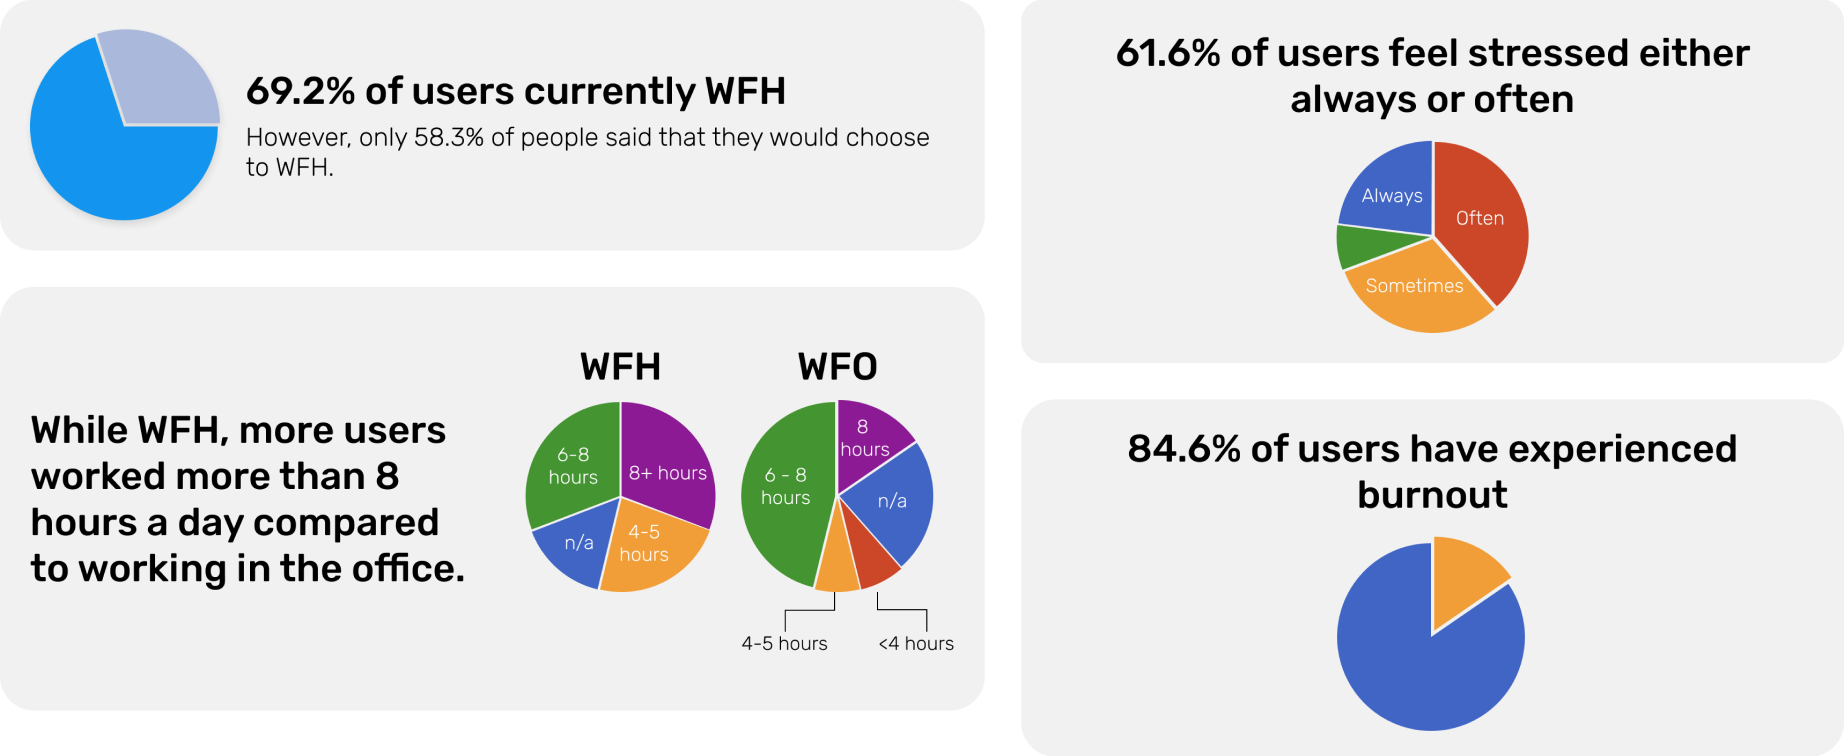 69.2% of users currently WFH
However, only 58.3% of people said that they would choose
to WFH.
While WFH, more users
worked more than 8
hours a day compared
to working in the office.
WFH
6-8
hours
8+ hours
n/a
4-5
hours
WFO
8
hours
6 - 8
hours
n/a
4-5 hours
<4 hours
61.6% of users feel stressed either
always or often
Always
Often
Sometimes
84.6% of users have experienced
burnout